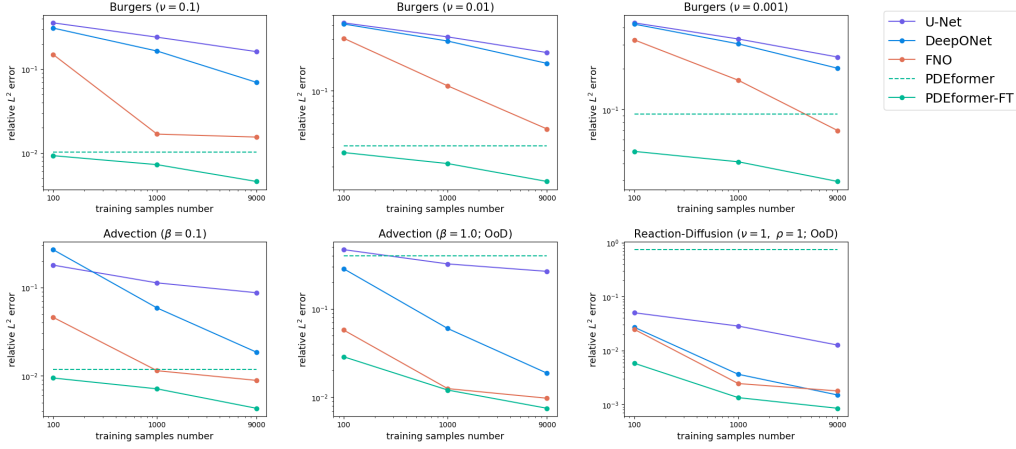 Burgers (ν = 0.1)
relative L² error
10⁻¹
10⁻²
100
1000
9000
training samples number
Burgers (ν = 0.01)
relative L² error
10⁻¹
100
1000
9000
training samples number
Burgers (ν = 0.001)
relative L² error
10⁻¹
100
1000
9000
training samples number
U-Net
DeepONet
FNO
PDEformer
PDEformer-FT
Advection (β = 0.1)
relative L² error
10⁻¹
10⁻²
100
1000
9000
training samples number
Advection (β = 1.0; OoD)
relative L² error
10⁻¹
10⁻²
100
1000
9000
training samples number
Reaction-Diffusion (ν = 1, ρ = 1; OoD)
relative L² error
10⁰
10⁻¹
10⁻²
10⁻³
100
1000
9000
training samples number